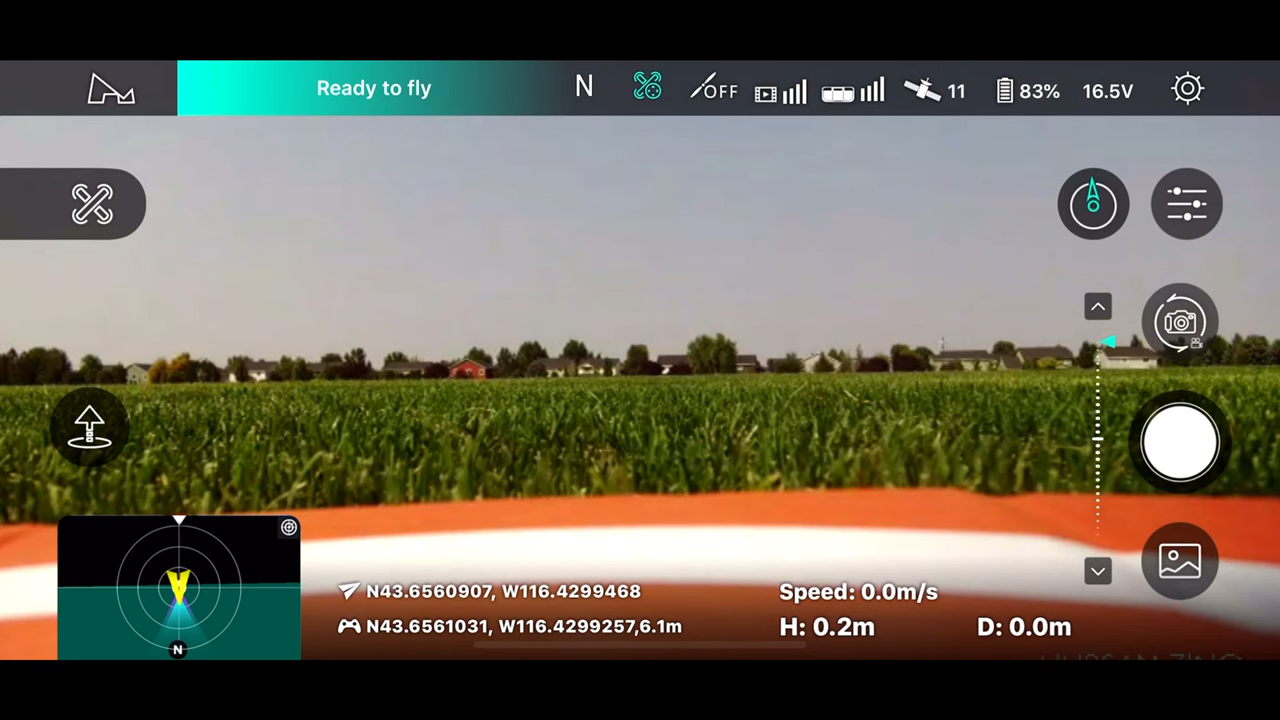 Ready to fly
N
OFF
11
83%
16.5V
N
N43.6560907, W116.4299468
N43.6561031, W116.4299257,6.1m
Speed: 0.0m/s
H: 0.2m
D: 0.0m